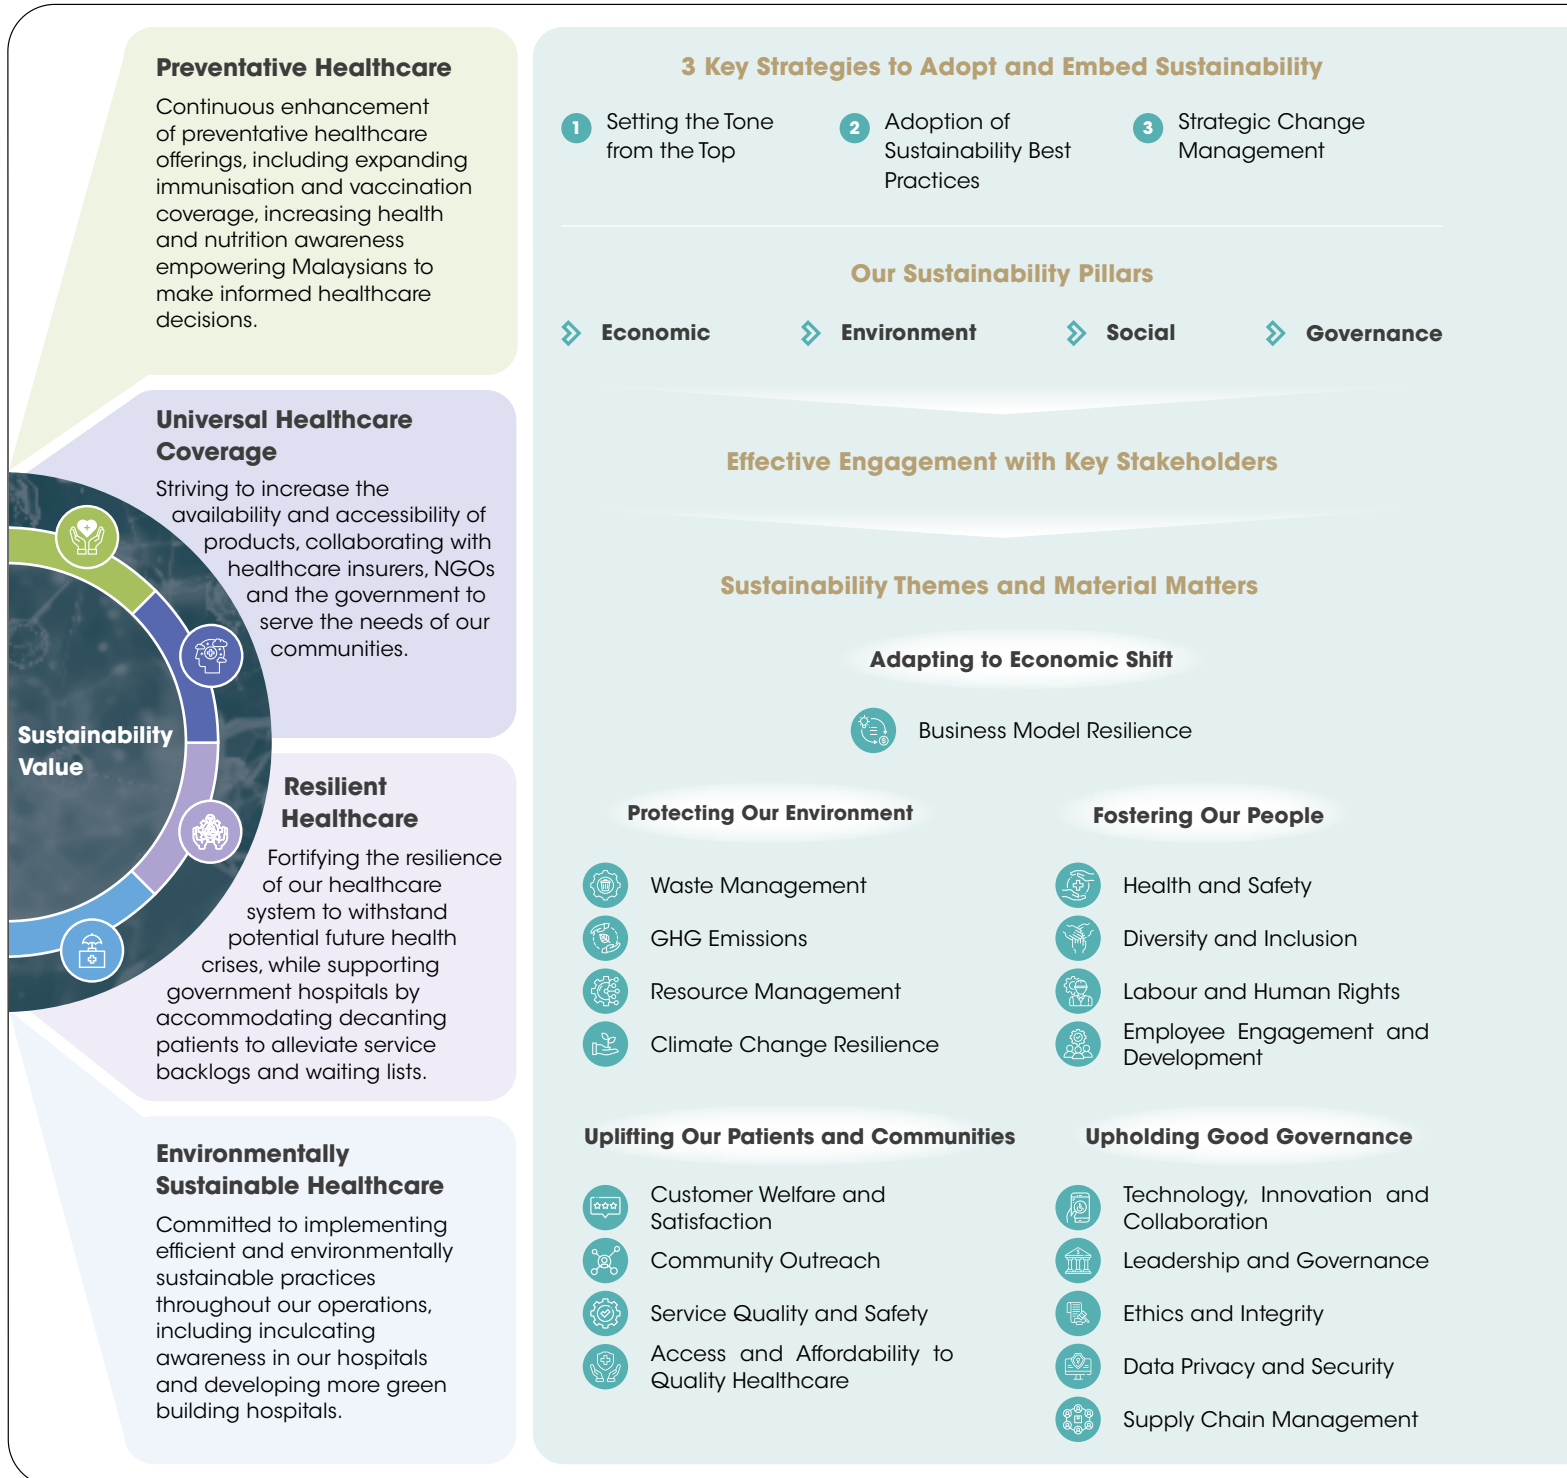 Preventative Healthcare
Continuous enhancement
of preventative healthcare
offerings, including expanding
immunisation and vaccination
coverage, increasing health
and nutrition awareness
empowering Malaysians to
make informed healthcare
decisions.
Universal Healthcare
Coverage
Striving to increase the
availability and accessibility of
products, collaborating with
healthcare insurers, NGOs
and the government to
serve the needs of our
communities.
Sustainability
Value
Resilient
Healthcare
Fortifying the resilience
of our healthcare
system to withstand
potential future health
crises, while supporting
government hospitals by
accommodating decanting
patients to alleviate service
backlogs and waiting lists.
Environmentally
Sustainable Healthcare
Committed to implementing
efficient and environmentally
sustainable practices
throughout our operations,
including inculcating
awareness in our hospitals
and developing more green
building hospitals.
3 Key Strategies to Adopt and Embed Sustainability
1 Setting the Tone
from the Top
2 Adoption of
Sustainability Best
Practices
3 Strategic Change
Management
Our Sustainability Pillars
Economic
Environment
Social
Governance
Effective Engagement with Key Stakeholders
Sustainability Themes and Material Matters
Adapting to Economic Shift
Business Model Resilience
Protecting Our Environment
Waste Management
GHG Emissions
Resource Management
Climate Change Resilience
Fostering Our People
Health and Safety
Diversity and Inclusion
Labour and Human Rights
Employee Engagement and
Development
Uplifting Our Patients and Communities
Customer Welfare and
Satisfaction
Community Outreach
Service Quality and Safety
Access and Affordability to
Quality Healthcare
Upholding Good Governance
Technology, Innovation and
Collaboration
Leadership and Governance
Ethics and Integrity
Data Privacy and Security
Supply Chain Management